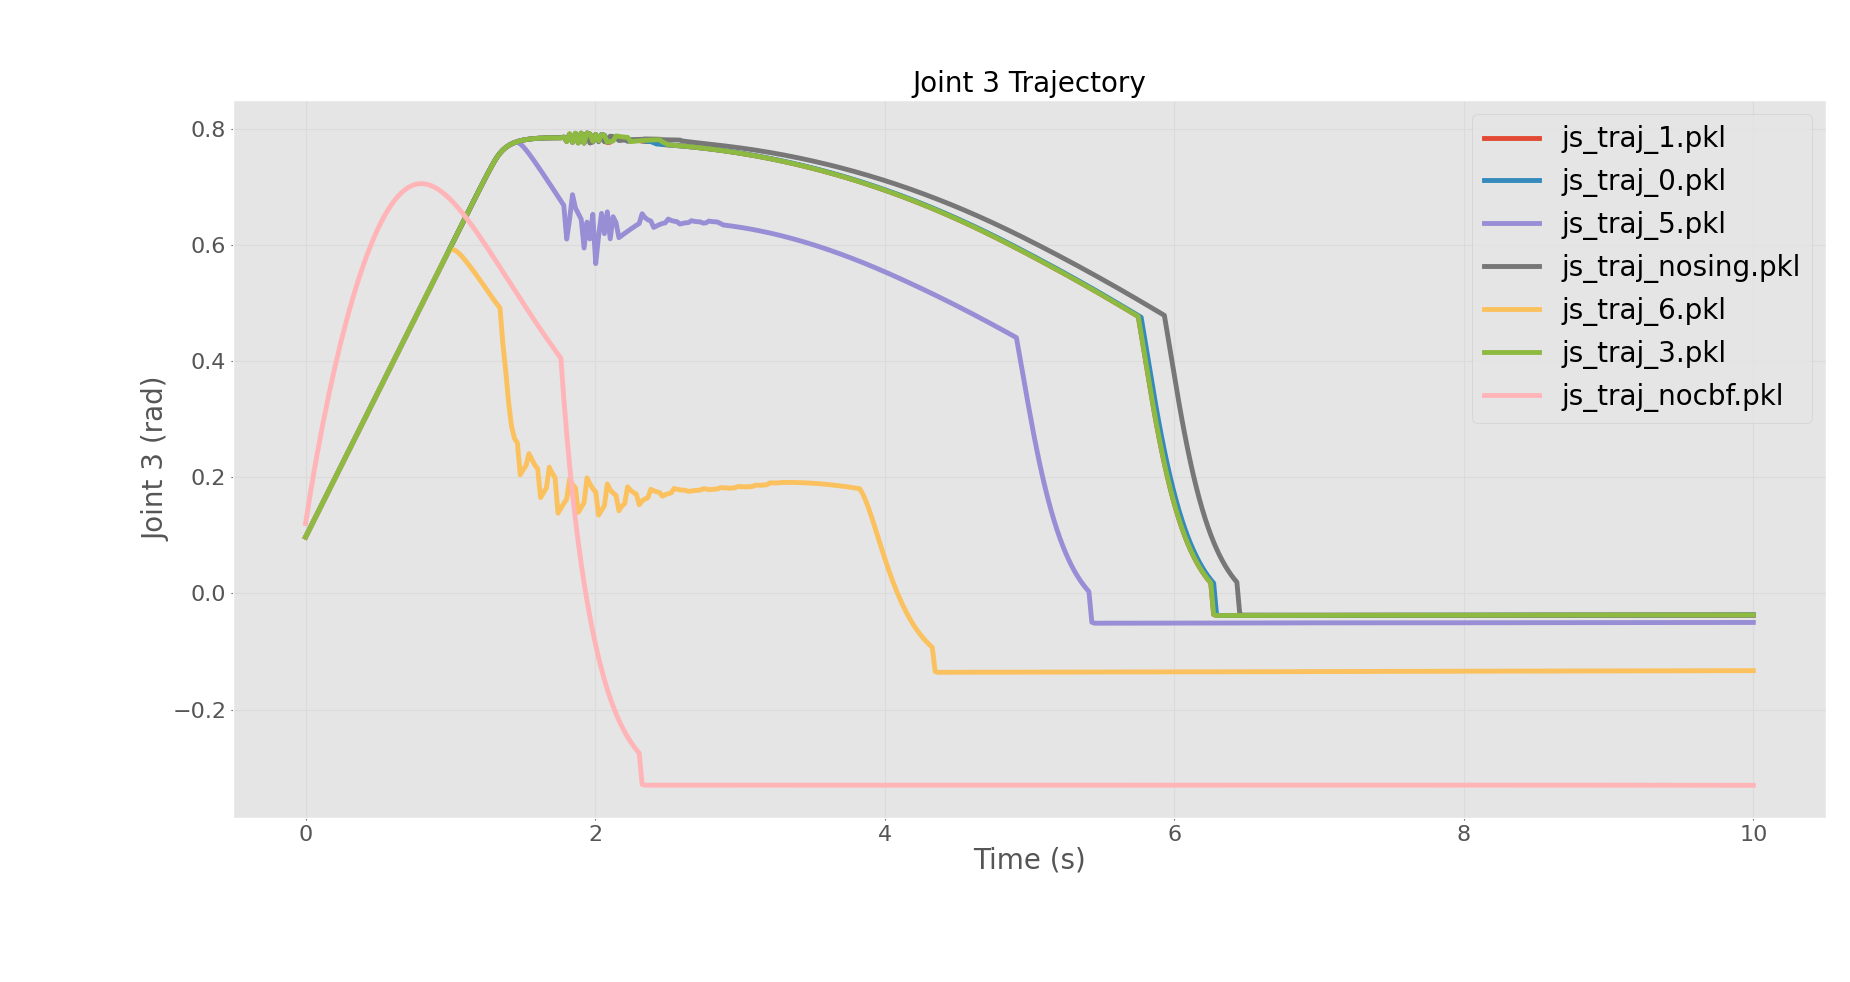 Joint 3 Trajectory
0.8
0.6
0.4
0.2
0.0
−0.2
Joint 3 (rad)
js_traj_1.pkl
js_traj_0.pkl
js_traj_5.pkl
js_traj_nosing.pkl
js_traj_6.pkl
js_traj_3.pkl
js_traj_nocbf.pkl
0 2 4 6 8 10
Time (s)